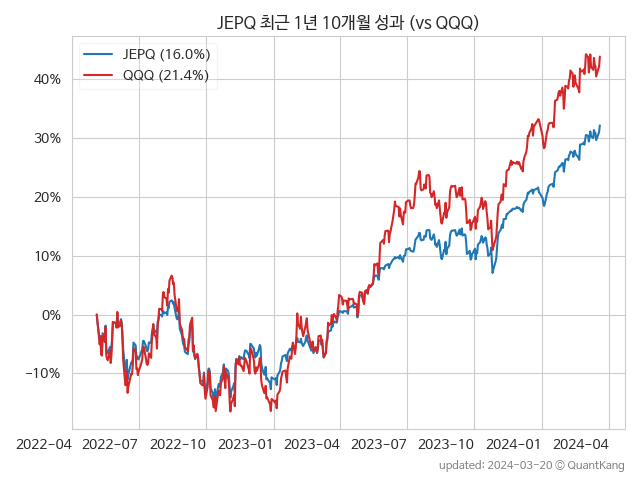 JEPQ 최근 1년 10개월 성과 (vs QQQ)
JEPQ (16.0%)
QQQ (21.4%)
40%
30%
20%
10%
0%
−10%
2022-04 2022-07 2022-10 2023-01 2023-04 2023-07 2023-10 2024-01 2024-04
updated: 2024-03-20 © QuantKang